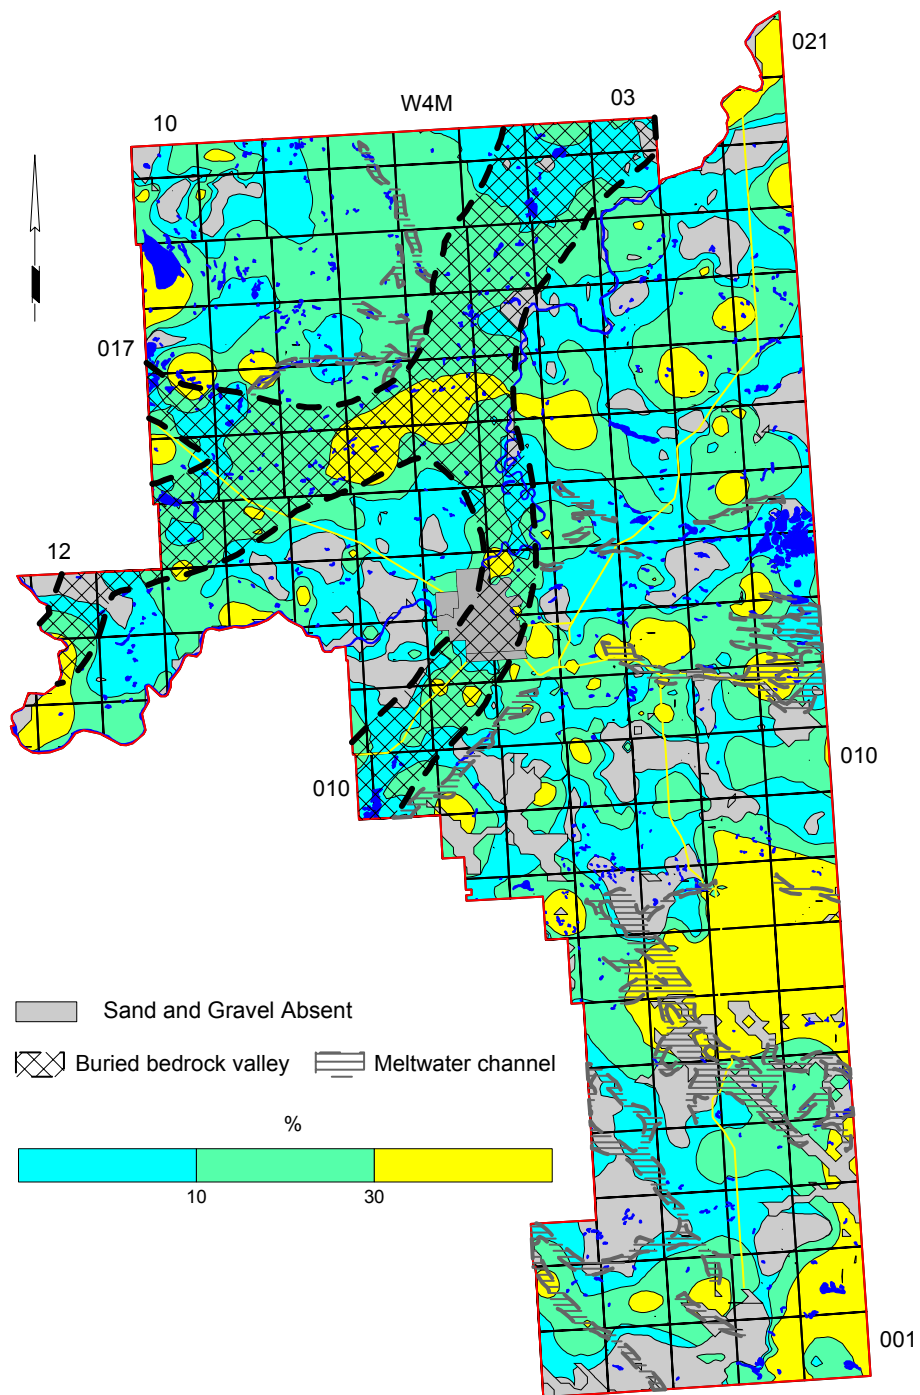 021
W4M
03
10
017
12
010
010
Sand and Gravel Absent
Buried bedrock valley
Meltwater channel
%
10
30
001